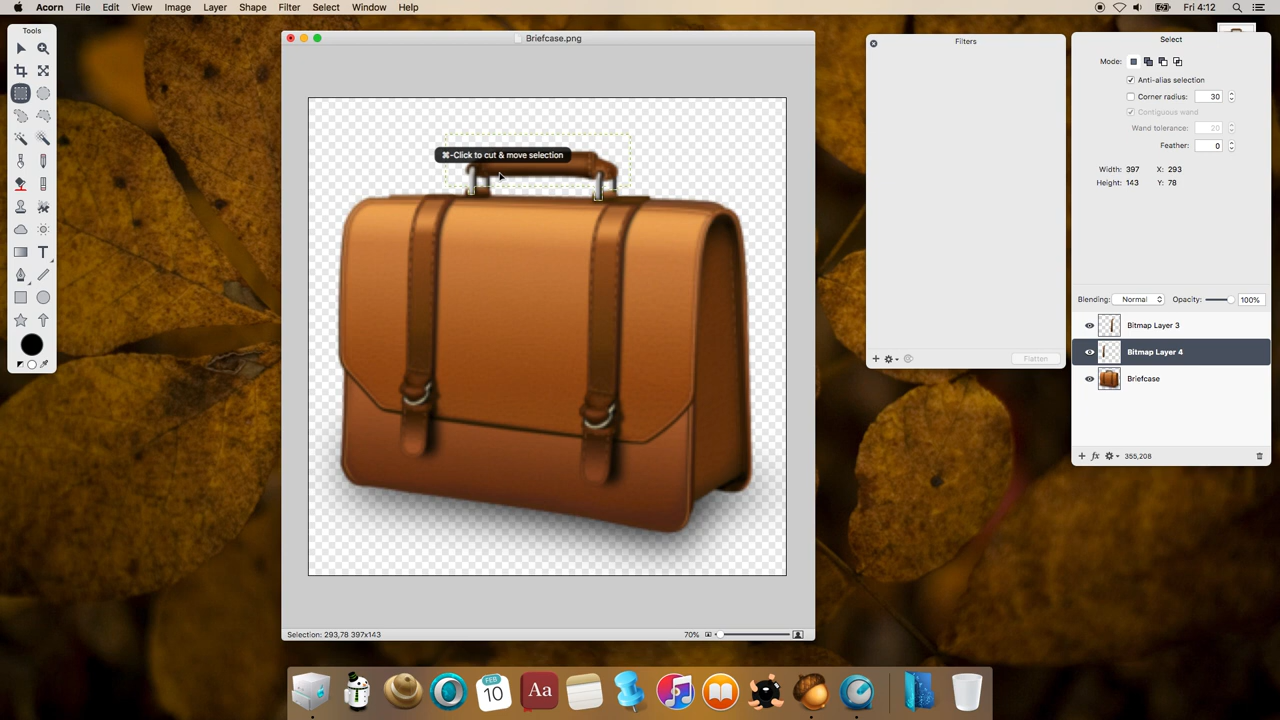 Acorn File Edit View Image Layer Shape Filter Select Window Help Fri 4:12
Tools
Briefcase.png
⌘-Click to cut & move selection
Selection: 293,78 397x143
70%
Filters
Flatten
Select
Mode:
Anti-alias selection
Corner radius: 30
Contiguous wand
Wand tolerance: 20
Feather: 0
Width: 397 X: 293
Height: 143 Y: 78
Blending: Normal Opacity: 100%
Bitmap Layer 3
Bitmap Layer 4
Briefcase
fx 355,208
FEB
10
Aa